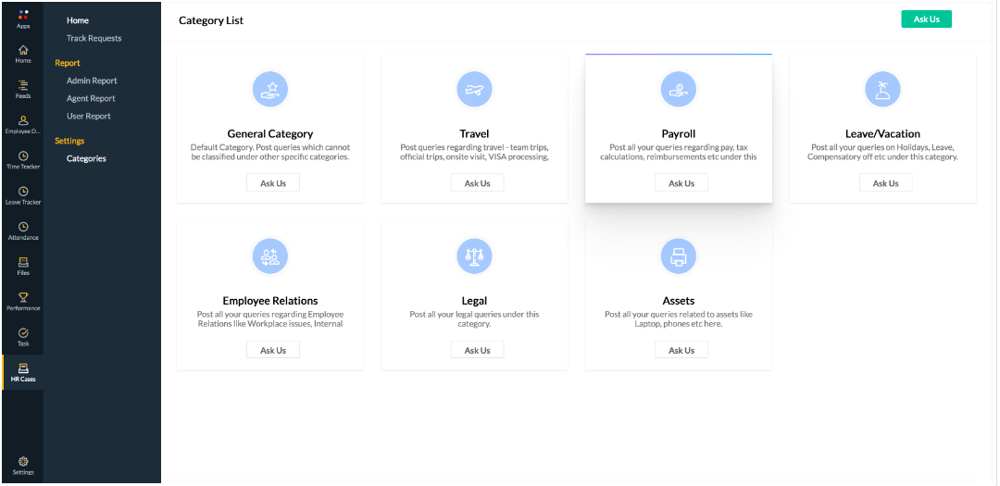 Apps
Home
Feeds
Employee D...
Time Tracker
Leave Tracker
Attendance
Files
Performance
Task
HR Cases
Settings
Home
Track Requests
Report
Admin Report
Agent Report
User Report
Settings
Categories
Category List
Ask Us
General Category
Default Category. Post queries which cannot
be classified under other specific categories.
Ask Us
Travel
Post queries regarding travel - team trips,
official trips, onsite visit, VISA processing,
Ask Us
Payroll
Post all your queries regarding pay, tax
calculations, reimbursements etc under this
Ask Us
Leave/Vacation
Post all your queries on Holidays, Leave,
Compensatory off etc under this category.
Ask Us
Employee Relations
Post all your queries regarding Employee
Relations like Workplace issues, Internal
Ask Us
Legal
Post all your legal queries under this
category.
Ask Us
Assets
Post all your queries related to assets like
Laptop, phones etc here.
Ask Us